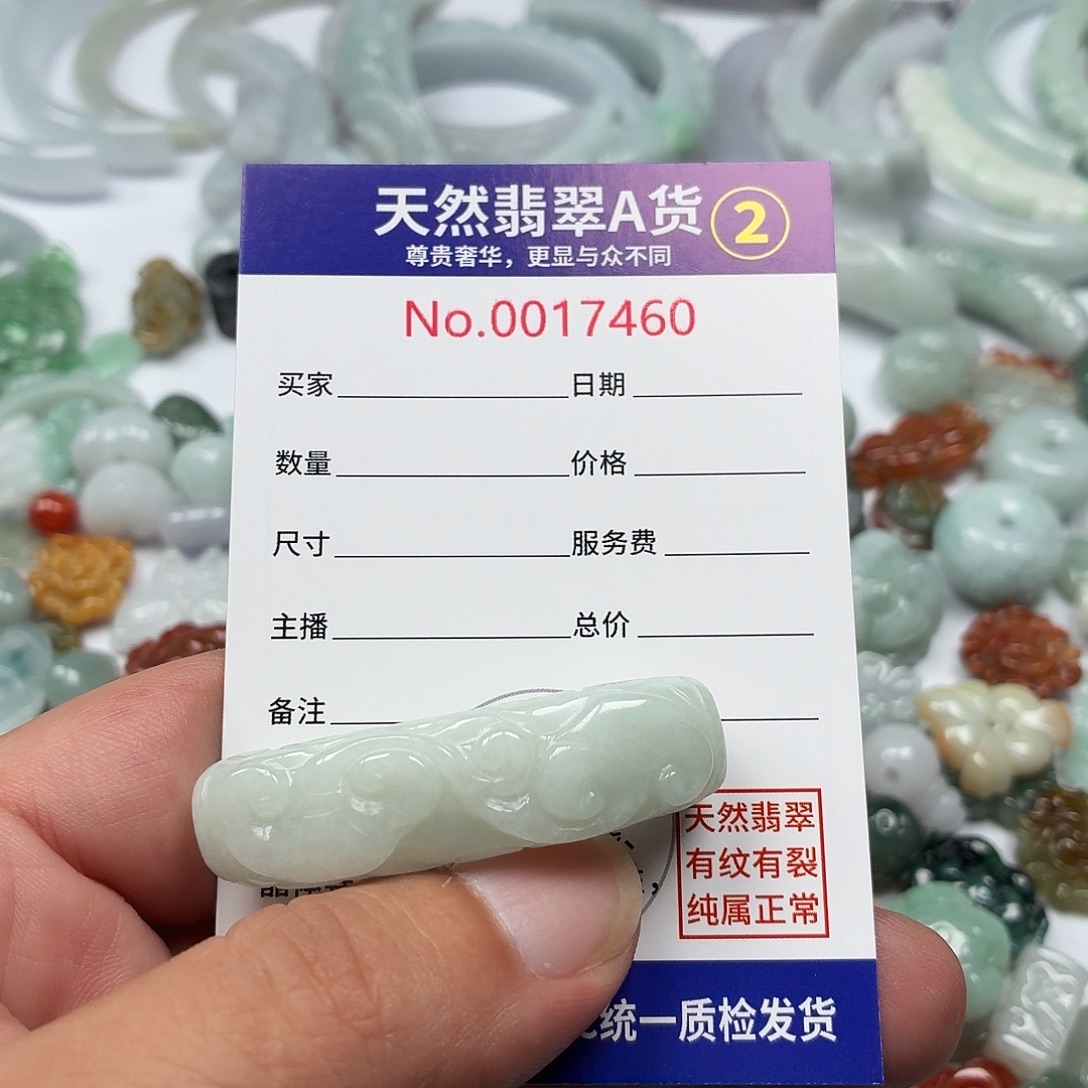 天然翡翠A货 2
尊贵奢华，更显与众不同
No.0017460
买家 日期
数量 价格
尺寸 服务费
主播 总价
备注
天然翡翠
有纹有裂
纯属正常
统一质检发货